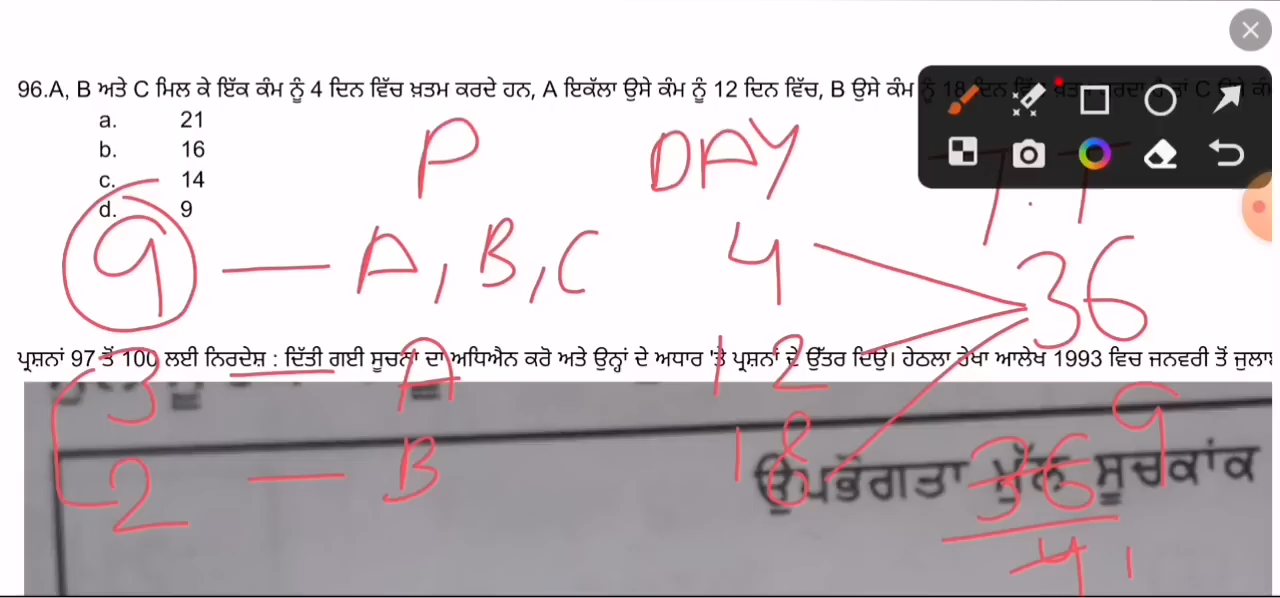 96.A, B ਅਤੇ C ਮਿਲ ਕੇ ਇੱਕ ਕੰਮ ਨੂੰ 4 ਦਿਨ ਵਿੱਚ ਖ਼ਤਮ ਕਰਦੇ ਹਨ, A ਇਕੱਲਾ ਉਸੇ ਕੰਮ ਨੂੰ 12 ਦਿਨ ਵਿੱਚ, B ਉਸੇ ਕੰਮ ਨੂੰ 18 ਦਿਨ
a. 21
b. 16
c. 14
d. 9
P DAY
9 — A, B, C 4 36
ਪ੍ਰਸ਼ਨਾਂ 97 ਤੋਂ 100 ਲਈ ਨਿਰਦੇਸ਼ : ਦਿੱਤੀ ਗਈ ਸੂਚਨਾਂ ਦਾ ਅਧਿਐਨ ਕਰੋ ਅਤੇ ਉਨ੍ਹਾਂ ਦੇ ਅਧਾਰ 'ਤੇ ਪ੍ਰਸ਼ਨਾਂ ਦੇ ਉੱਤਰ ਦਿਉ। ਹੇਠਲਾ ਰੇਖਾ ਆਲੇਖ 1993 ਵਿਚ ਜਨਵਰੀ ਤੋਂ
3 — A 12
2 — B 18
36 9
4 1
ਉਪਭੋਗਤਾ ਮੁੱਲ ਸੂਚਕਾਂਕ